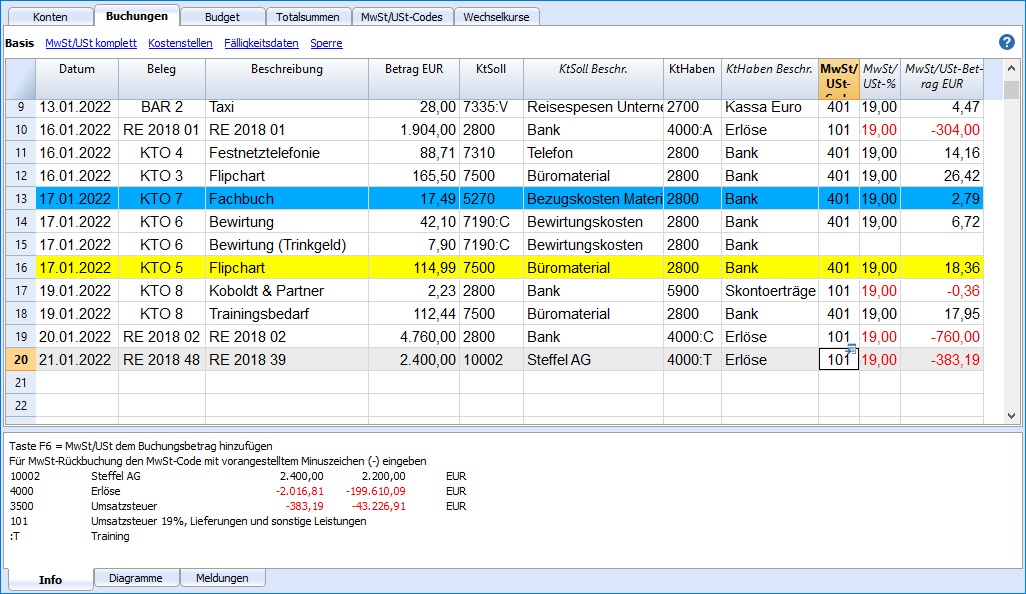 Konten Buchungen Budget Totalsummen MwSt/USt-Codes Wechselkurse
Basis MwSt/USt komplett Kostenstellen Fälligkeitsdaten Sperre ?
Datum Beleg Beschreibung Betrag EUR KtSoll KtSoll Beschr. KtHaben KtHaben Beschr. MwSt/ MwSt/ MwSt/USt-Bet-
USt- USt-% rag EUR
9 13.01.2022 BAR 2 Taxi 28,00 7335:V Reisespesen Unterne 2700 Kassa Euro 401 19,00 4,47
10 16.01.2022 RE 2018 01 RE 2018 01 1.904,00 2800 Bank 4000:A Erlöse 101 19,00 -304,00
11 16.01.2022 KTO 4 Festnetztelefonie 88,71 7310 Telefon 2800 Bank 401 19,00 14,16
12 16.01.2022 KTO 3 Flipchart 165,50 7500 Büromaterial 2800 Bank 401 19,00 26,42
13 17.01.2022 KTO 7 Fachbuch 17,49 5270 Bezugskosten Materi 2800 Bank 401 19,00 2,79
14 17.01.2022 KTO 6 Bewirtung 42,10 7190:C Bewirtungskosten 2800 Bank 401 19,00 6,72
15 17.01.2022 KTO 6 Bewirtung (Trinkgeld) 7,90 7190:C Bewirtungskosten 2800 Bank
16 17.01.2022 KTO 5 Flipchart 114,99 7500 Büromaterial 2800 Bank 401 19,00 18,36
17 19.01.2022 KTO 8 Koboldt & Partner 2,23 2800 Bank 5900 Skontoerträge 101 19,00 -0,36
18 19.01.2022 KTO 8 Trainingsbedarf 112,44 7500 Büromaterial 2800 Bank 401 19,00 17,95
19 20.01.2022 RE 2018 02 RE 2018 02 4.760,00 2800 Bank 4000:C Erlöse 101 19,00 -760,00
20 21.01.2022 RE 2018 48 RE 2018 39 2.400,00 10002 Steffel AG 4000:T Erlöse 101 19,00 -383,19
21
22
Taste F6 = MwSt/USt dem Buchungsbetrag hinzufügen
Für MwSt-Rückbuchung den MwSt-Code mit vorangestelltem Minuszeichen (-) eingeben
10002 Steffel AG 2.400,00 2.200,00 EUR
4000 Erlöse -2.016,81 -199.610,09 EUR
3500 Umsatzsteuer -383,19 -43.226,91 EUR
101 Umsatzsteuer 19%, Lieferungen und sonstige Leistungen
:T Training
Info Diagramme Meldungen